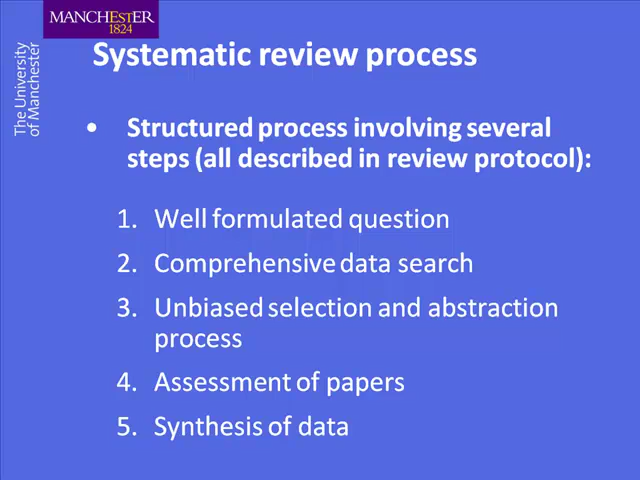 MANCHESTER
1824
The University
of Manchester
Systematic review process
• Structured process involving several
steps (all described in review protocol):
1. Well formulated question
2. Comprehensive data search
3. Unbiased selection and abstraction
process
4. Assessment of papers
5. Synthesis of data